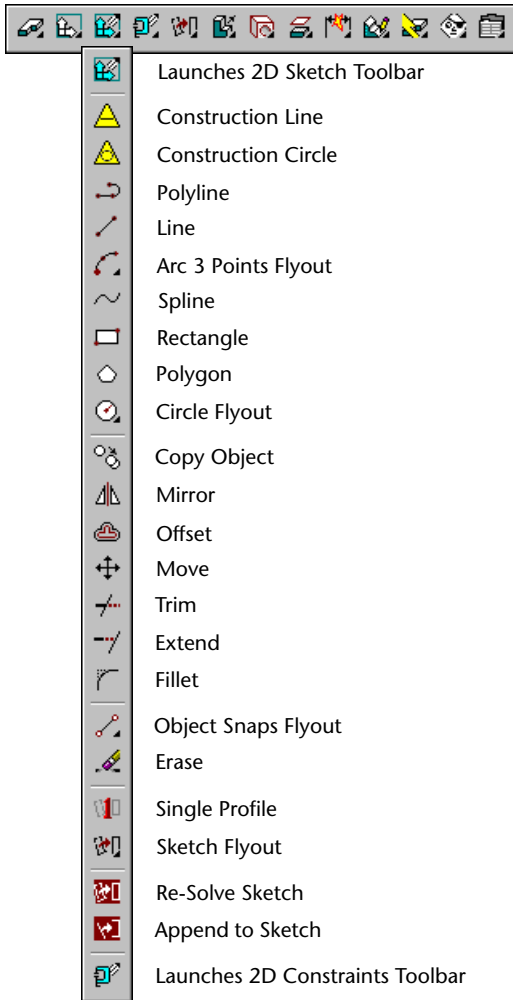 Launches 2D Sketch Toolbar
Construction Line
Construction Circle
Polyline
Line
Arc 3 Points Flyout
Spline
Rectangle
Polygon
Circle Flyout
Copy Object
Mirror
Offset
Move
Trim
Extend
Fillet
Object Snaps Flyout
Erase
Single Profile
Sketch Flyout
Re-Solve Sketch
Append to Sketch
Launches 2D Constraints Toolbar